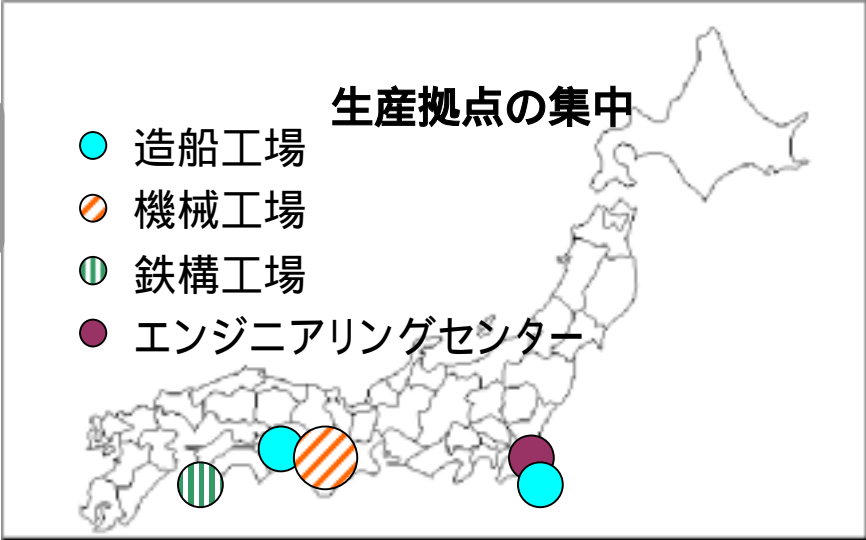 生産拠点の集中
造船工場
機械工場
鉄構工場
エンジニアリングセンター